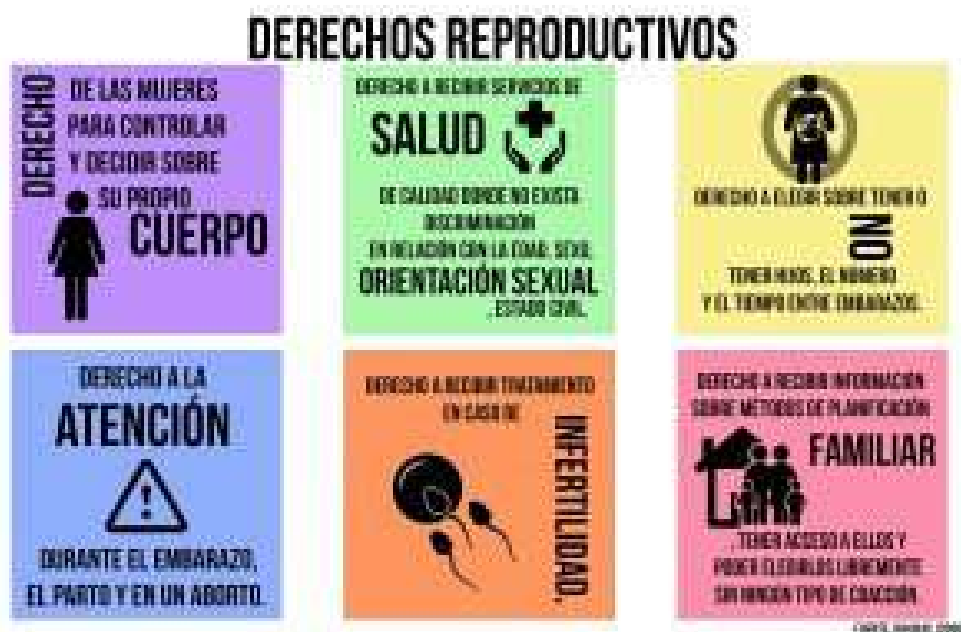 DERECHOS REPRODUCTIVOS
DERECHO
DE LAS MUJERES
PARA CONTROLAR
Y DECIDIR SOBRE
SU PROPIO
CUERPO
DERECHO A RECIBIR SERVICIOS DE
SALUD
DE CALIDAD DONDE NO EXISTA
DISCRIMINACIÓN
EN RELACIÓN CON LA EDAD, SEXO,
ORIENTACIÓN SEXUAL
, ESTADO CIVIL.
DERECHO A ELEGIR SOBRE TENER O
NO
TENER HIJOS, EL NÚMERO
Y EL TIEMPO ENTRE EMBARAZOS.
DERECHO A LA
ATENCIÓN
DURANTE EL EMBARAZO,
EL PARTO Y EN UN ABORTO.
DERECHO A RECIBIR TRATAMIENTO
EN CASO DE
INFERTILIDAD.
DERECHO A RECIBIR INFORMACIÓN
SOBRE MÉTODOS DE PLANIFICACIÓN
FAMILIAR
, TENER ACCESO A ELLOS Y
PODER ELEGIRLOS LIBREMENTE
SIN NINGÚN TIPO DE COACCIÓN.